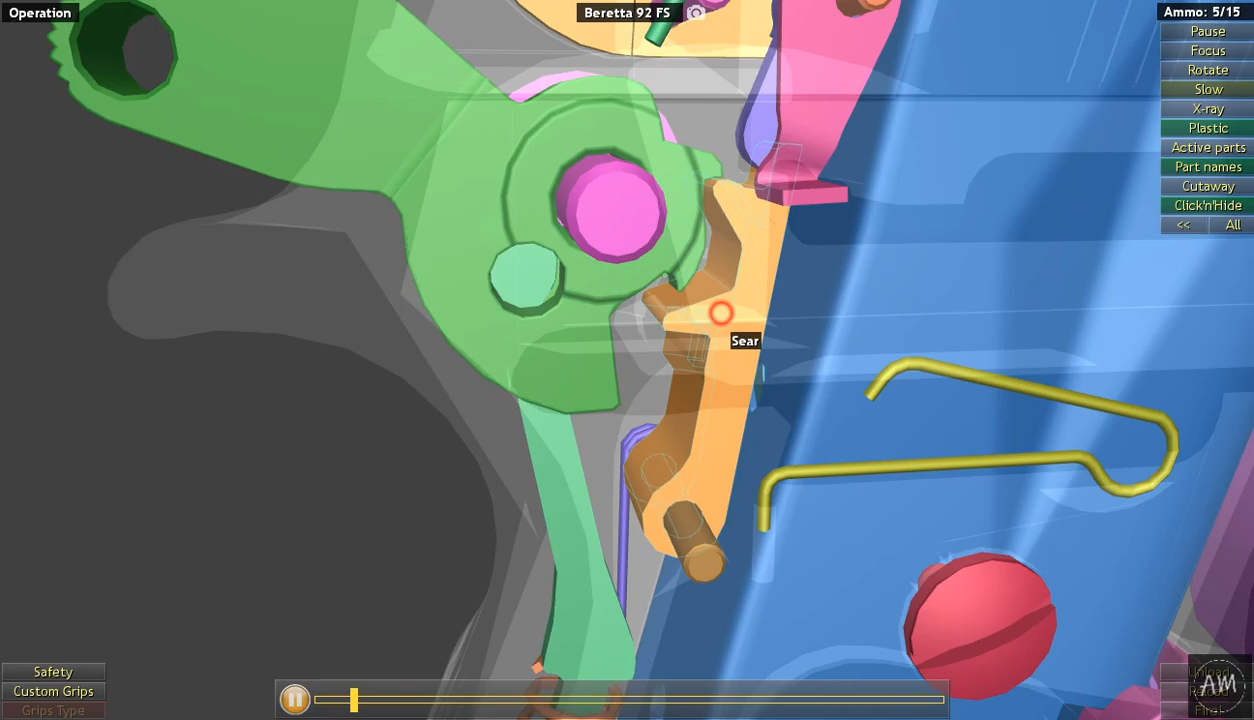 Operation
Beretta 92 FS
Ammo: 5/15
Pause
Focus
Rotate
Slow
X-ray
Plastic
Active parts
Part names
Cutaway
Click'n'Hide
<< All
Sear
Safety
Custom Grips
Grips Type
AW